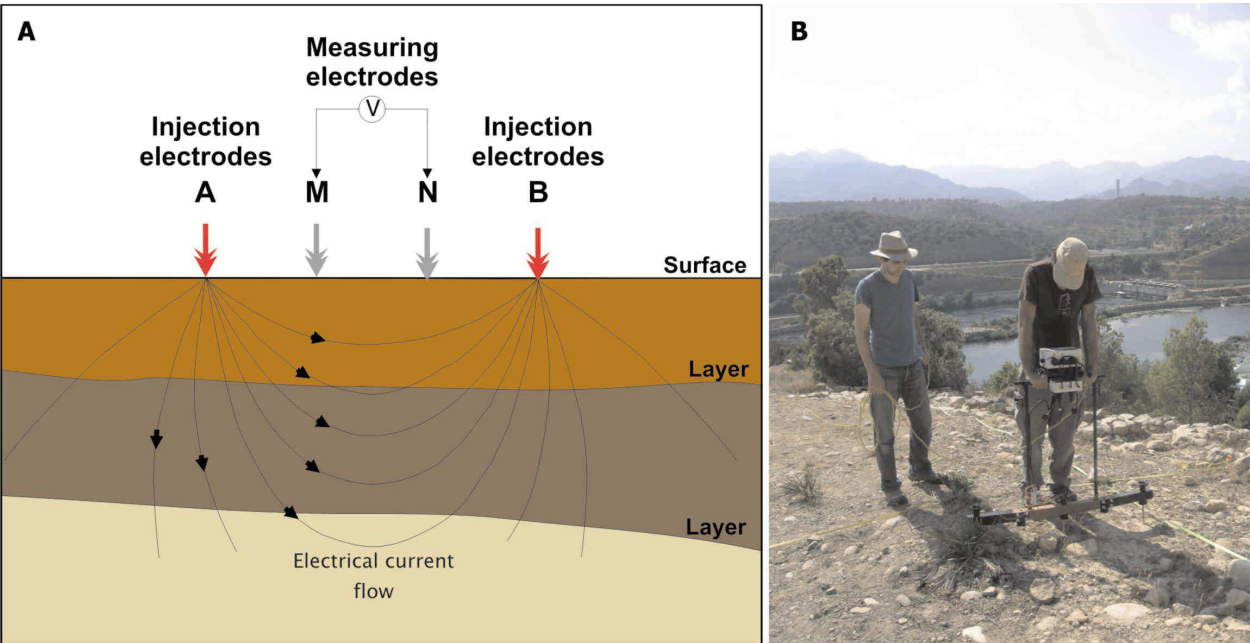 A
Measuring
electrodes
V
Injection
electrodes
A
M
N
Injection
electrodes
B
Surface
Layer
Layer
Electrical current
flow
B